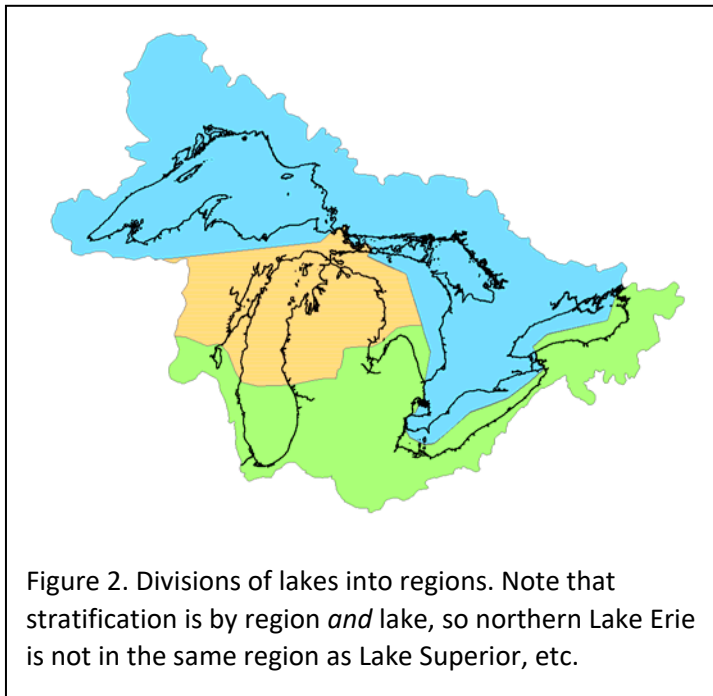 Figure 2. Divisions of lakes into regions. Note that
stratification is by region and lake, so northern Lake Erie
is not in the same region as Lake Superior, etc.